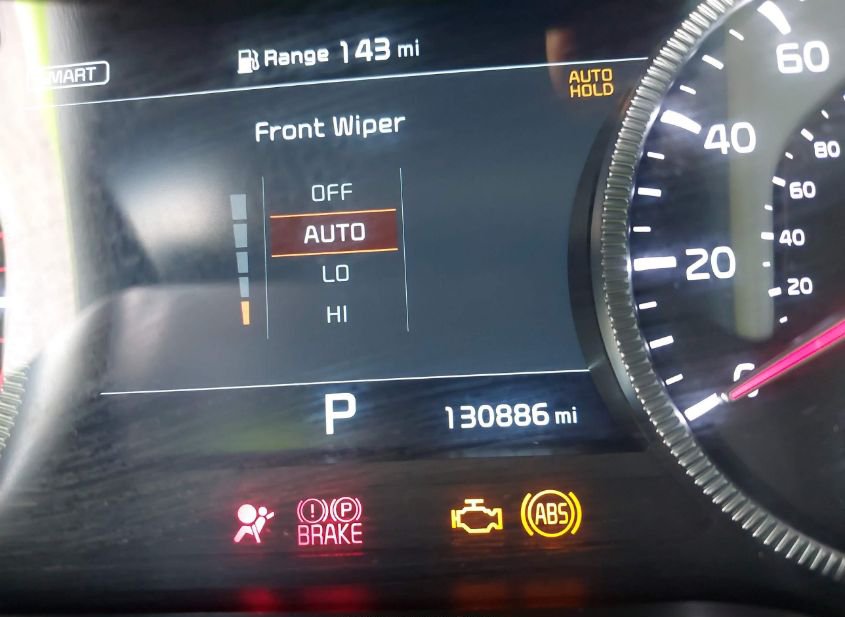 Range 143 mi
SMART
AUTO
HOLD
Front Wiper
OFF
AUTO
LO
HI
60
40
20
0
80
60
40
20
P
130886 mi
! P
BRAKE
ABS